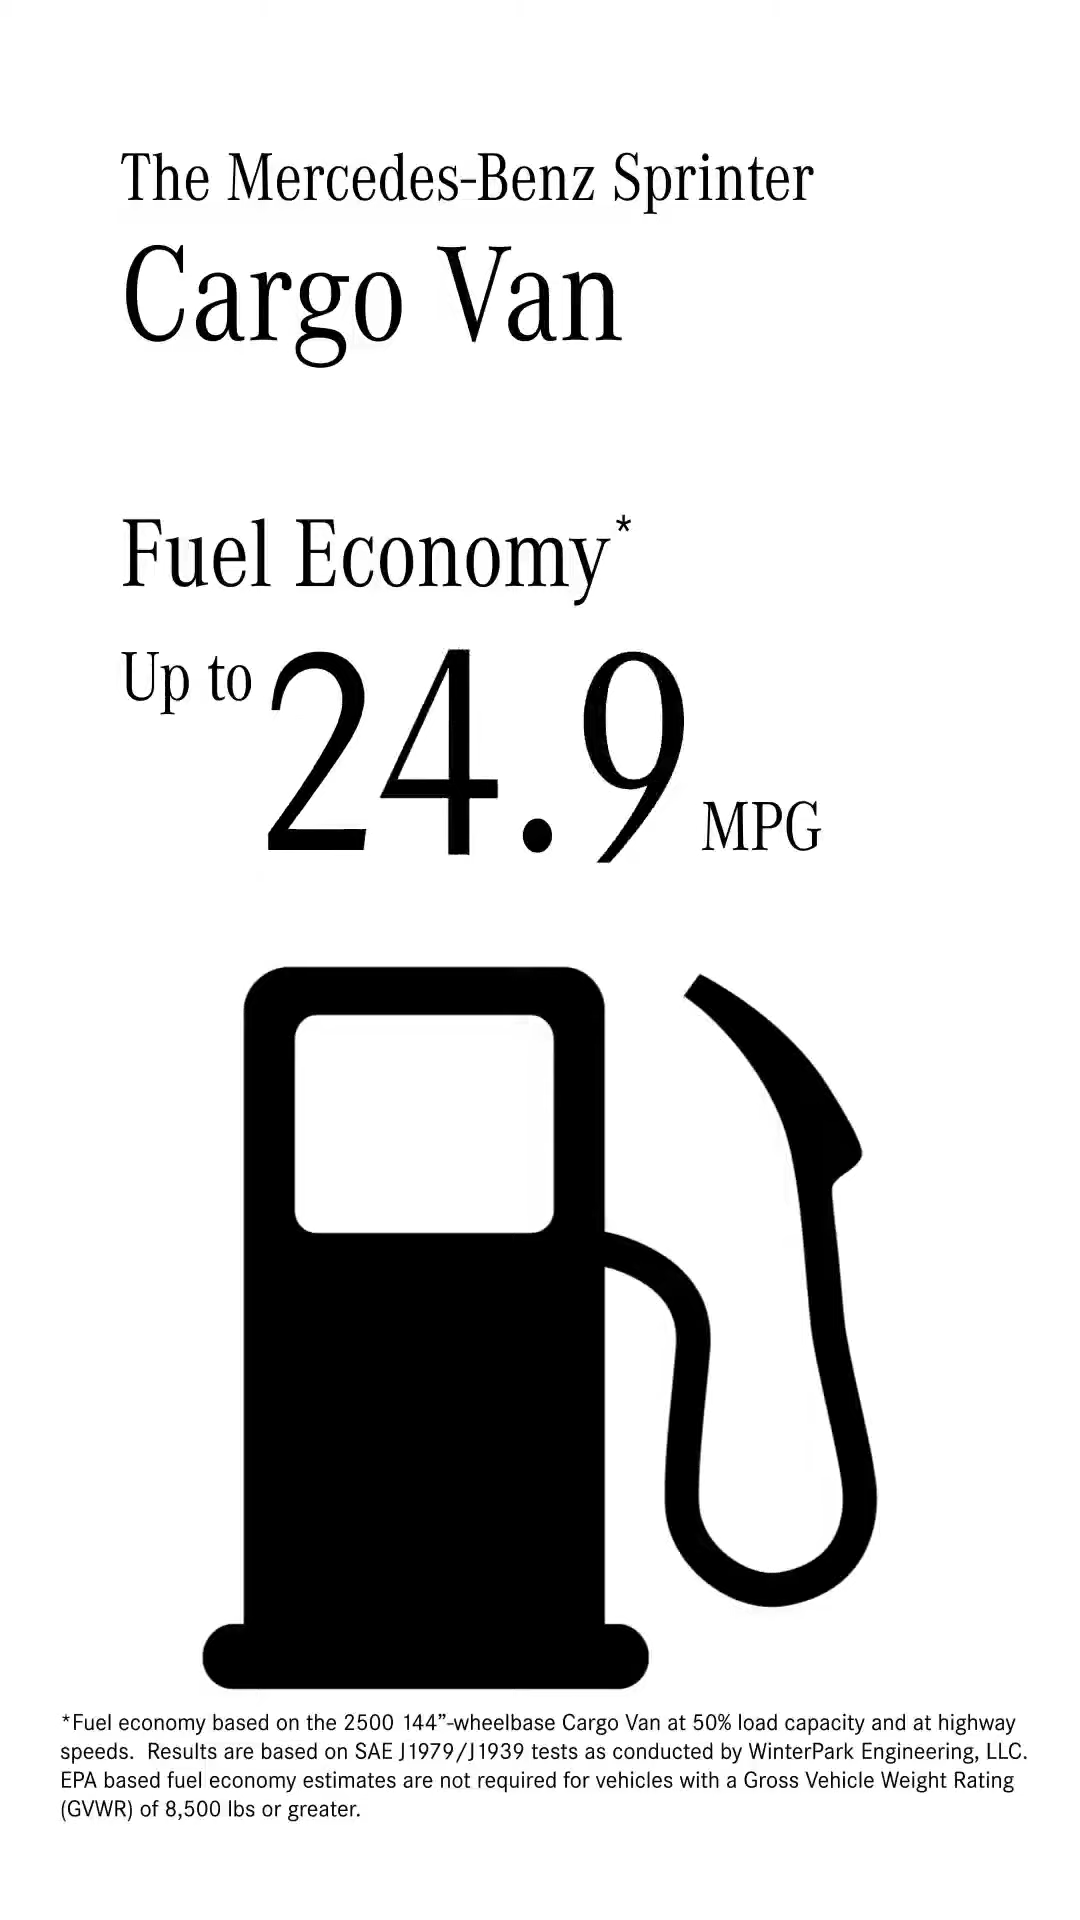 The Mercedes-Benz Sprinter
Cargo Van
Fuel Economy*
Up to 24.9 MPG
*Fuel economy based on the 2500 144”-wheelbase Cargo Van at 50% load capacity and at highway
speeds.  Results are based on SAE J1979/J1939 tests as conducted by WinterPark Engineering, LLC.
EPA based fuel economy estimates are not required for vehicles with a Gross Vehicle Weight Rating
(GVWR) of 8,500 lbs or greater.